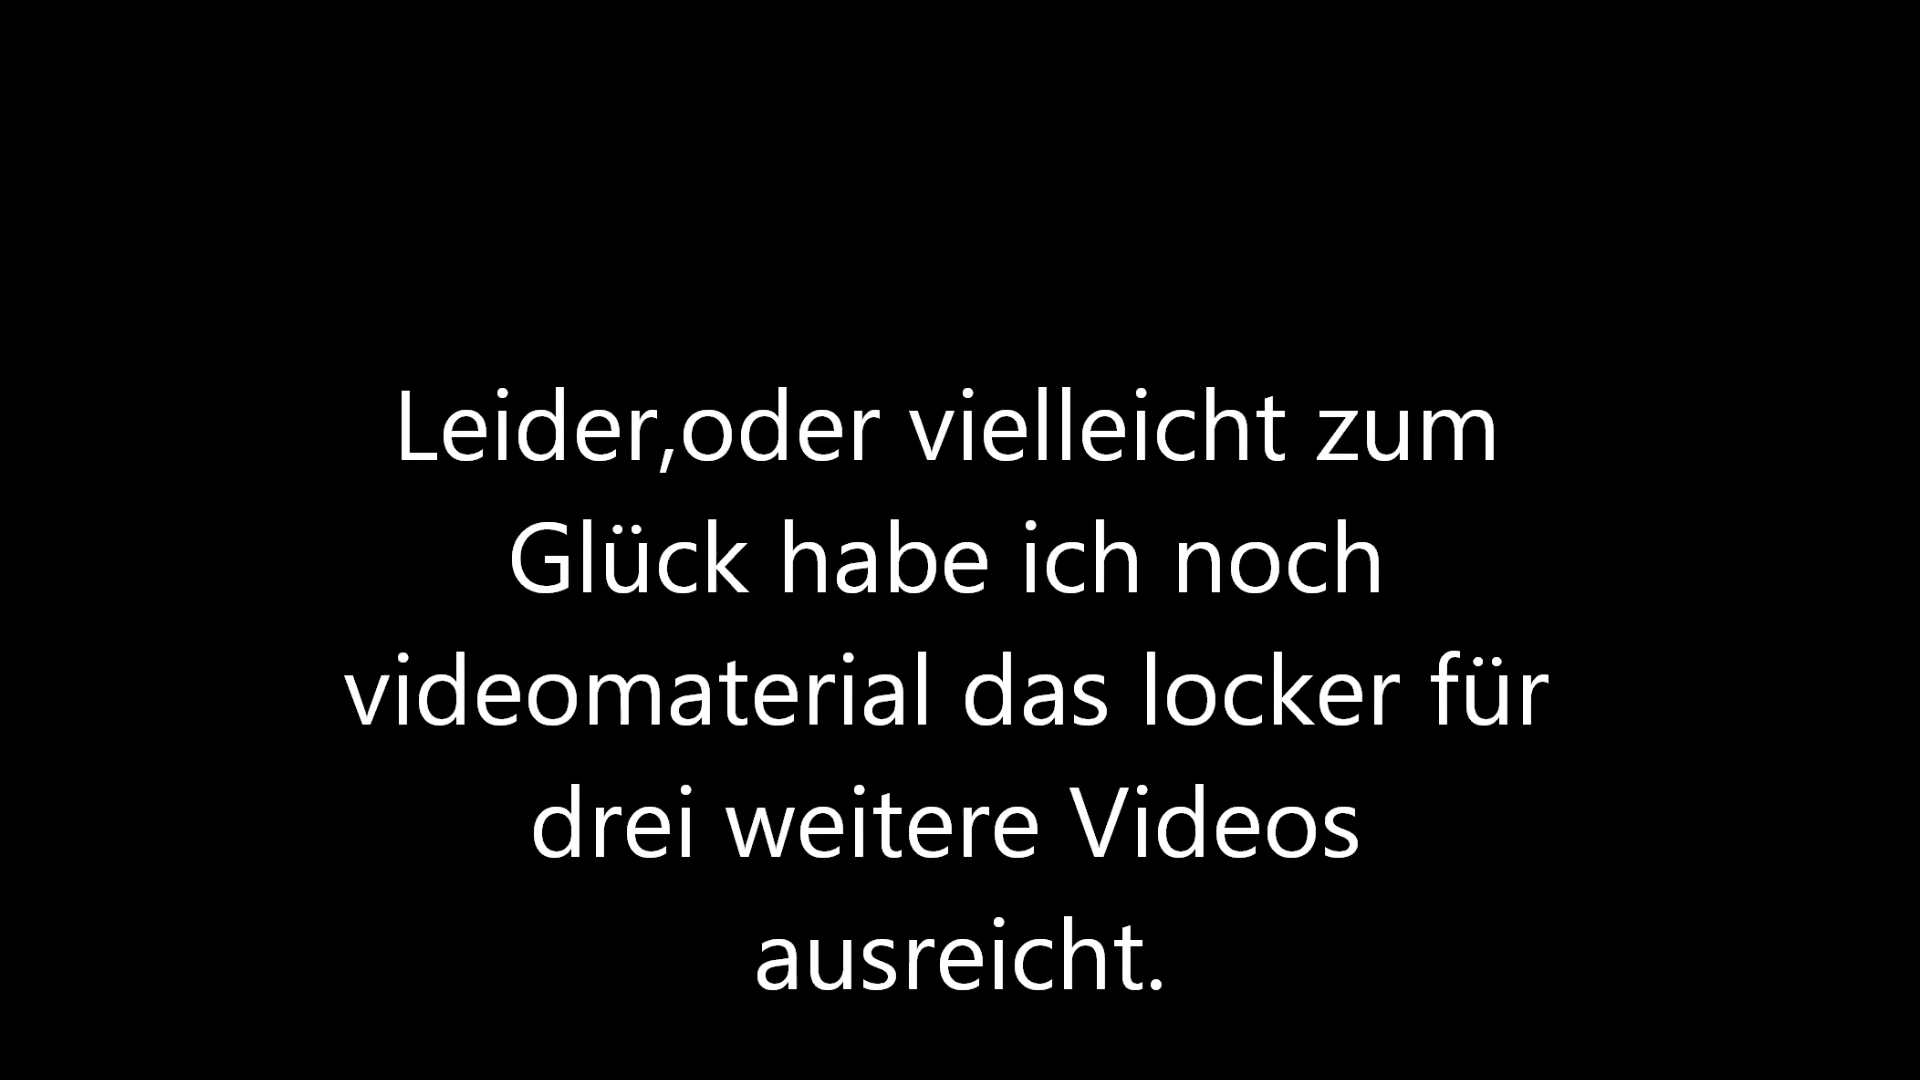 Leider,oder vielleicht zum
Glück habe ich noch
videomaterial das locker für
drei weitere Videos
ausreicht.